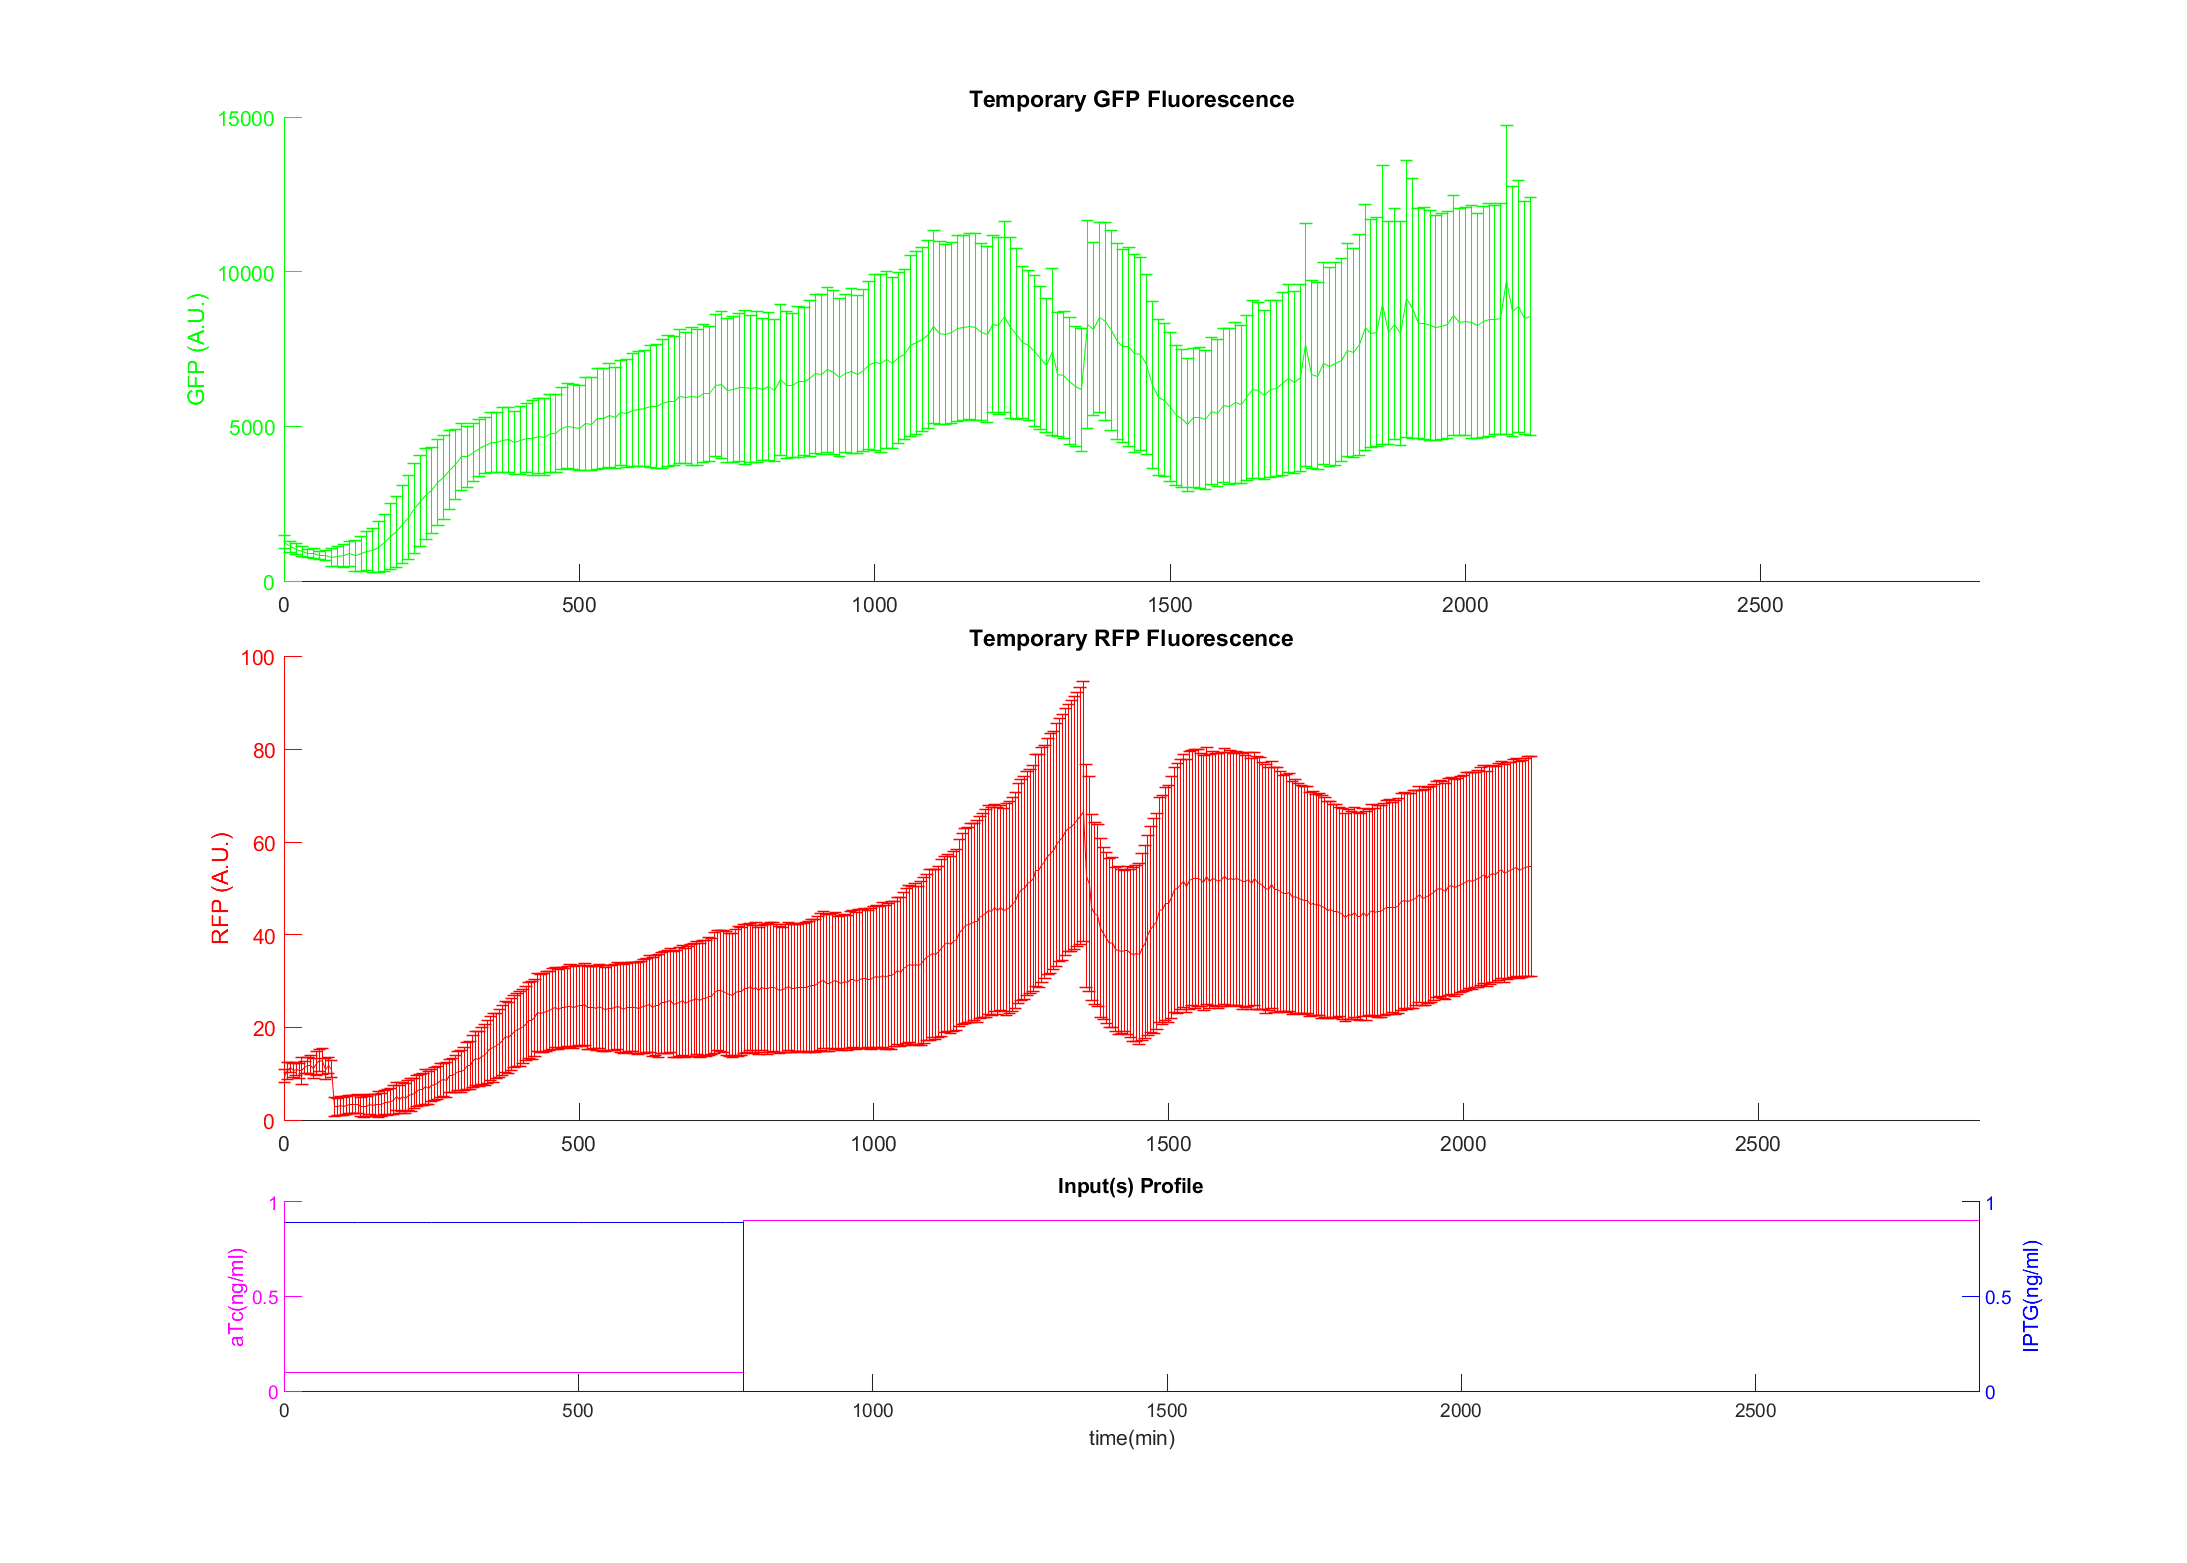 Temporary GFP Fluorescence
15000
10000
5000
0
GFP (A.U.)
0 500 1000 1500 2000 2500
Temporary RFP Fluorescence
100
80
60
40
20
0
RFP (A.U.)
0 500 1000 1500 2000 2500
Input(s) Profile
1
0.5
0
aTc(ng/ml)
1
0.5
0
IPTG(ng/ml)
0 500 1000 1500 2000 2500
time(min)